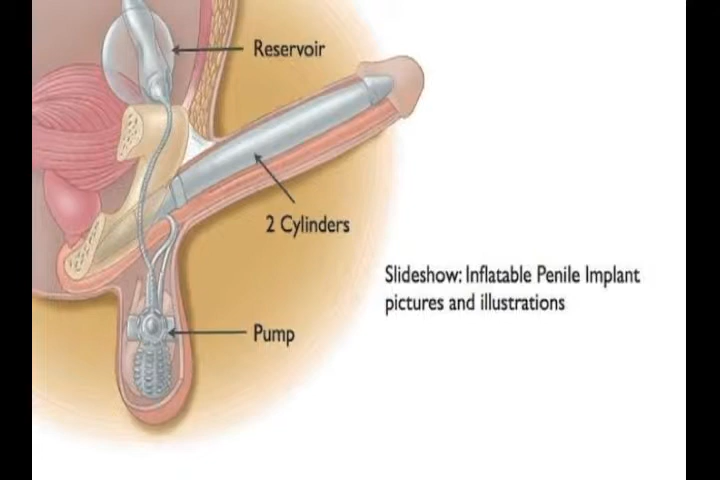 Reservoir
2 Cylinders
Slideshow: Inflatable Penile Implant
pictures and illustrations
Pump